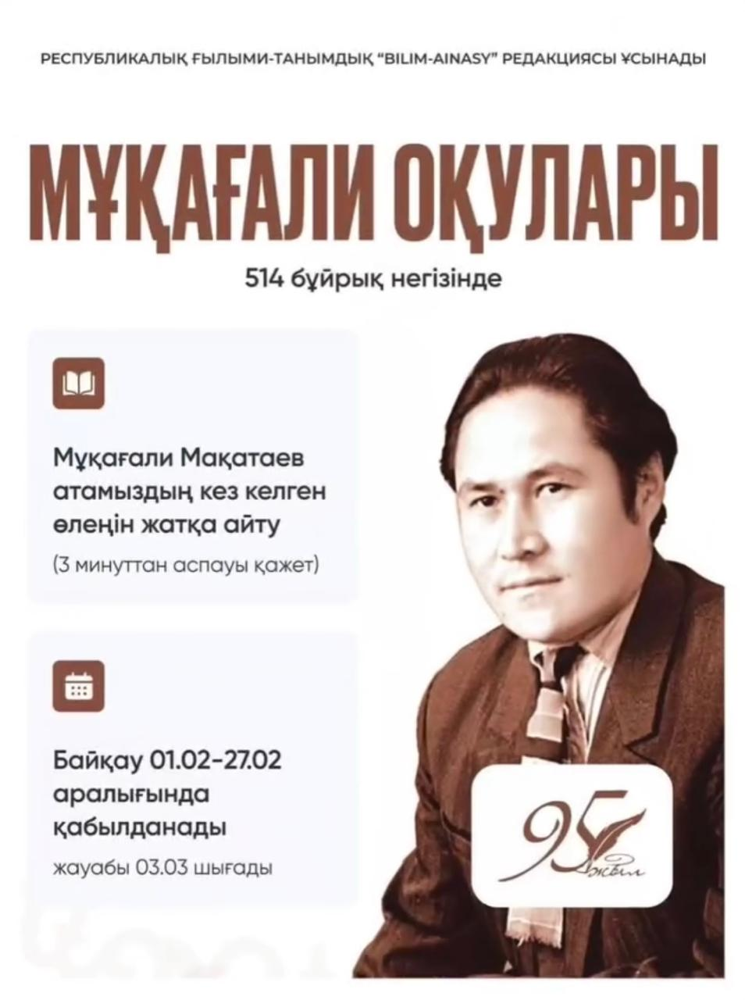 РЕСПУБЛИКАЛЫҚ ҒЫЛЫМИ-ТАНЫМДЫҚ “BILIM-AINASY” РЕДАКЦИЯСЫ ҰСЫНАДЫ
МҰҚАҒАЛИ ОҚУЛАРЫ
514 бұйрық негізінде
Мұқағали Мақатаев
атамыздың кез келген
өлеңін жатқа айту
(3 минуттан аспауы қажет)
Байқау 01.02-27.02
аралығында
қабылданады
жауабы 03.03 шығады
95
жыл